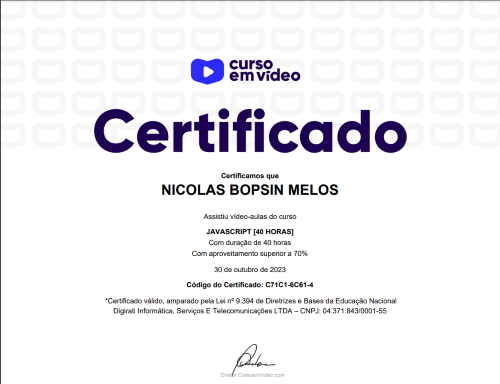 curso
em vídeo
Certificado
Certificamos que
NICOLAS BOPSIN MELOS
Assistiu vídeo-aulas do curso
JAVASCRIPT [40 HORAS]
Com duração de 40 horas
Com aproveitamento superior a 70%
30 de outubro de 2023
Código do Certificado: C71C1-6C61-4
*Certificado válido, amparado pela Lei nº 9.394 de Diretrizes e Bases da Educação Nacional
Digirati Informática, Serviços E Telecomunicações LTDA – CNPJ: 04.371.843/0001-55
Diretor CursoemVideo.com